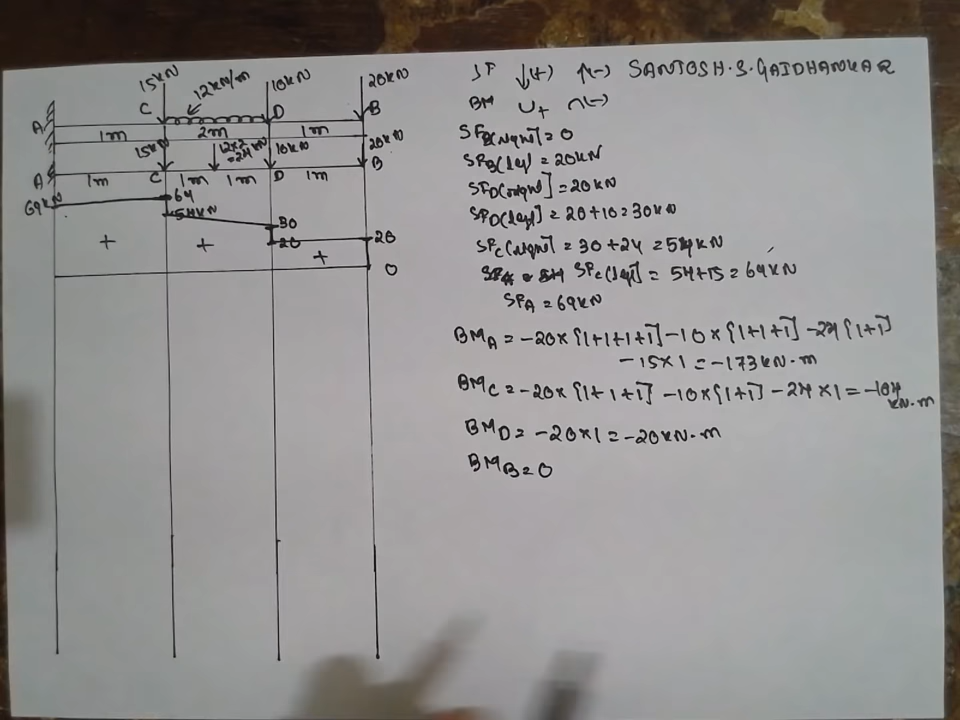 SF ↓(+) ↑(-) SANTOSH.S.GAIDHANKAR
BM ∪+ ∩(-)
15KN 12KN/m 10KN 20KN
A C D B
1m 2m 1m
15KN 12x2=24KN 10KN 20KN
A 1m C 1m 1m D 1m B
69KN 64
54KN 30
20 20
+ + +
0
SFB(right) = 0
SFB(left) = 20KN
SFD(right) = 20KN
SFD(left) = 20+10=30KN
SFC(right) = 30+24 = 54KN
SFC(left) = 54+15 = 69KN
SFA = 69KN
BMA = -20x{1+1+1+1} -10x{1+1+1} -24{1+1}
-15x1 = -173KN.m
BMC = -20x{1+1+1} -10x{1+1} -24x1 = -104
KN.m
BMD = -20x1 = -20KN.m
BMB = 0